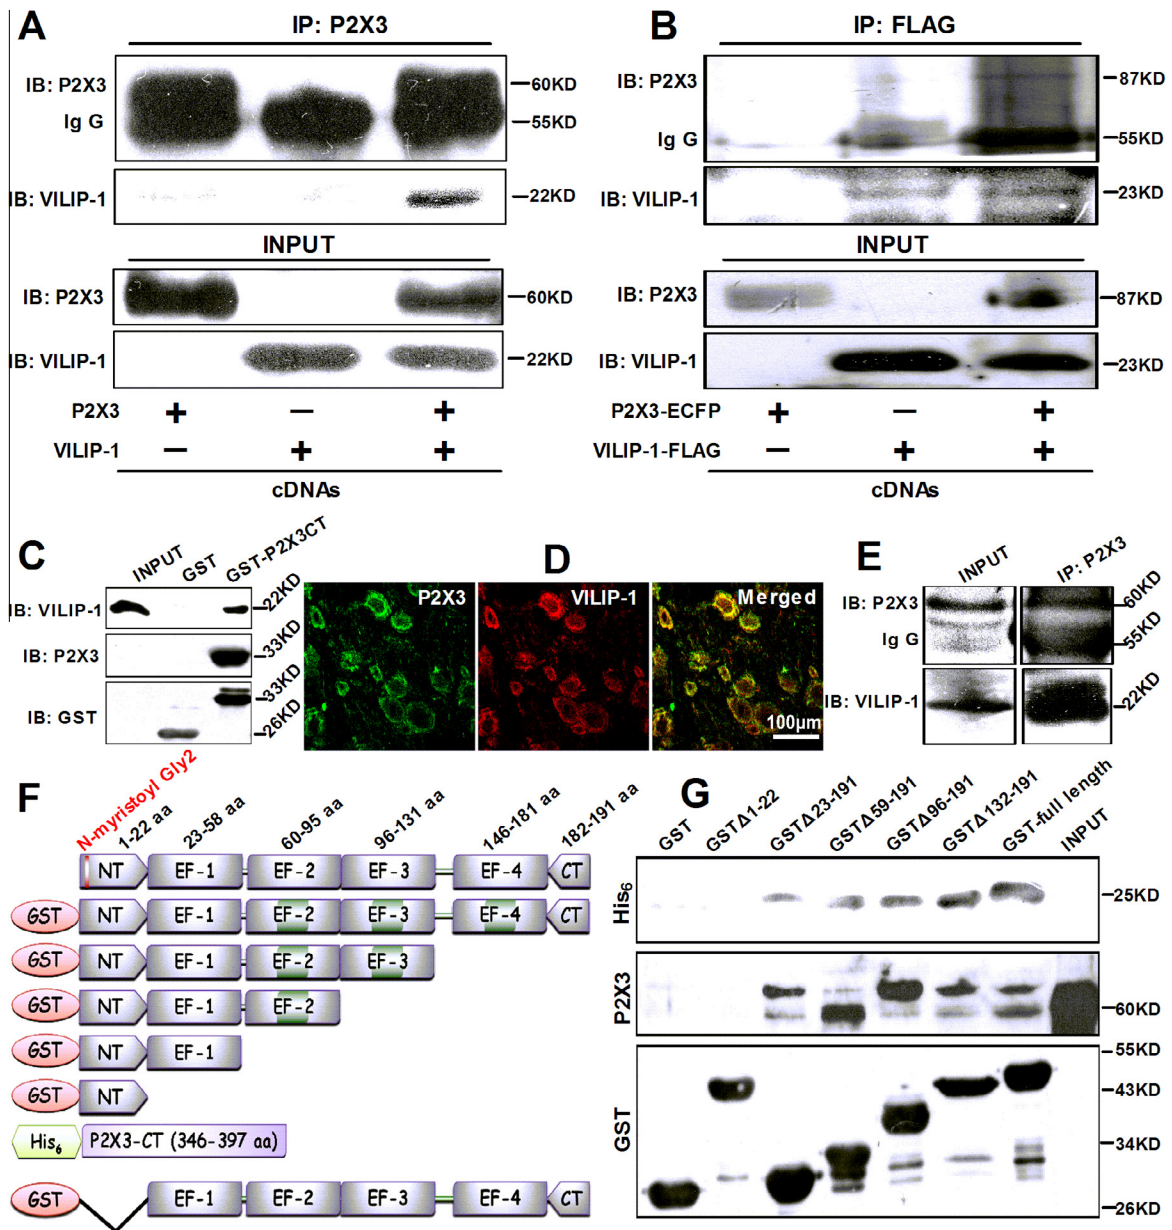 A
IP: P2X3
IB: P2X3
60KD
Ig G
55KD
IB: VILIP-1
22KD
INPUT
IB: P2X3
60KD
IB: VILIP-1
22KD
P2X3 + – +
VILIP-1 – + +
cDNAs
B
IP: FLAG
IB: P2X3
87KD
Ig G
55KD
IB: VILIP-1
23KD
INPUT
IB: P2X3
87KD
IB: VILIP-1
23KD
P2X3-ECFP + – +
VILIP-1-FLAG – + +
cDNAs
C
INPUT GST GST-P2X3CT
IB: VILIP-1
22KD
IB: P2X3
33KD
IB: GST
33KD
26KD
D
P2X3 VILIP-1 Merged
100μm
E
INPUT IP: P2X3
IB: P2X3
60KD
Ig G
55KD
IB: VILIP-1
22KD
F
N-myristoyl Gly2
1-22 aa 23-58 aa 60-95 aa 96-131 aa 146-181 aa 182-191 aa
NT EF-1 EF-2 EF-3 EF-4 CT
GST NT EF-1 EF-2 EF-3 EF-4 CT
GST NT EF-1 EF-2 EF-3
GST NT EF-1 EF-2
GST NT EF-1
GST NT
His6 P2X3-CT (346-397 aa)
GST EF-1 EF-2 EF-3 EF-4 CT
G
GST GSTΔ1-22 GSTΔ23-191 GSTΔ59-191 GSTΔ96-191 GSTΔ132-191 GST-full length INPUT
His6
25KD
P2X3
60KD
GST
55KD
43KD
34KD
26KD